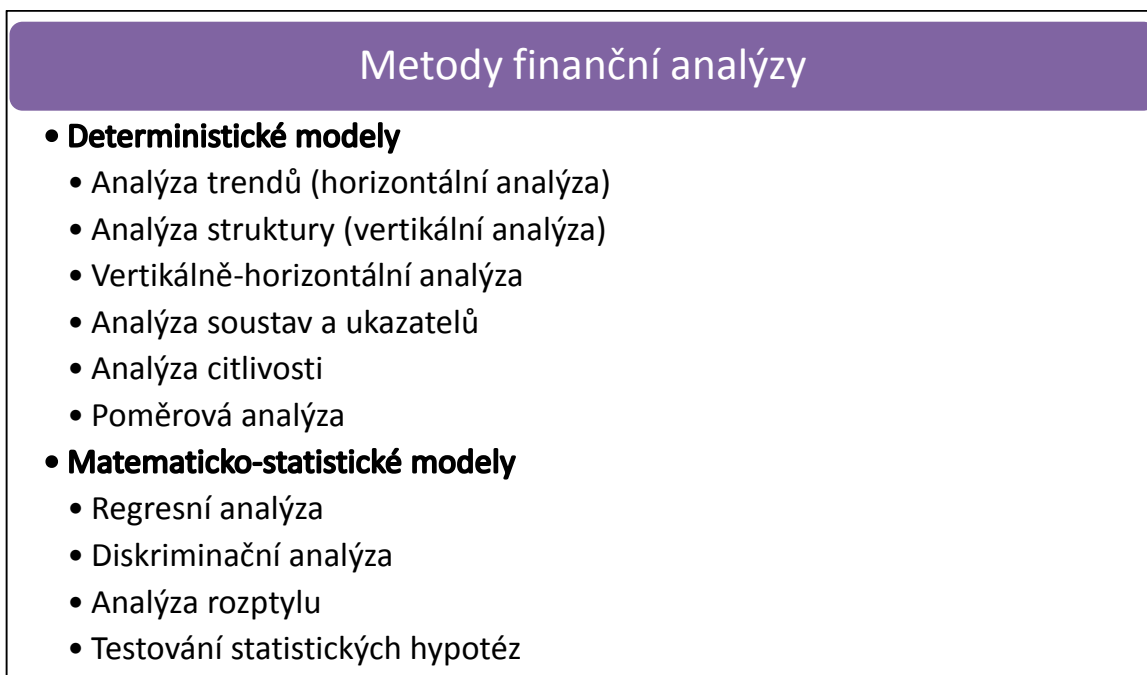 Metody finanční analýzy
• Deterministické modely
• Analýza trendů (horizontální analýza)
• Analýza struktury (vertikální analýza)
• Vertikálně-horizontální analýza
• Analýza soustav a ukazatelů
• Analýza citlivosti
• Poměrová analýza
• Matematicko-statistické modely
• Regresní analýza
• Diskriminační analýza
• Analýza rozptylu
• Testování statistických hypotéz